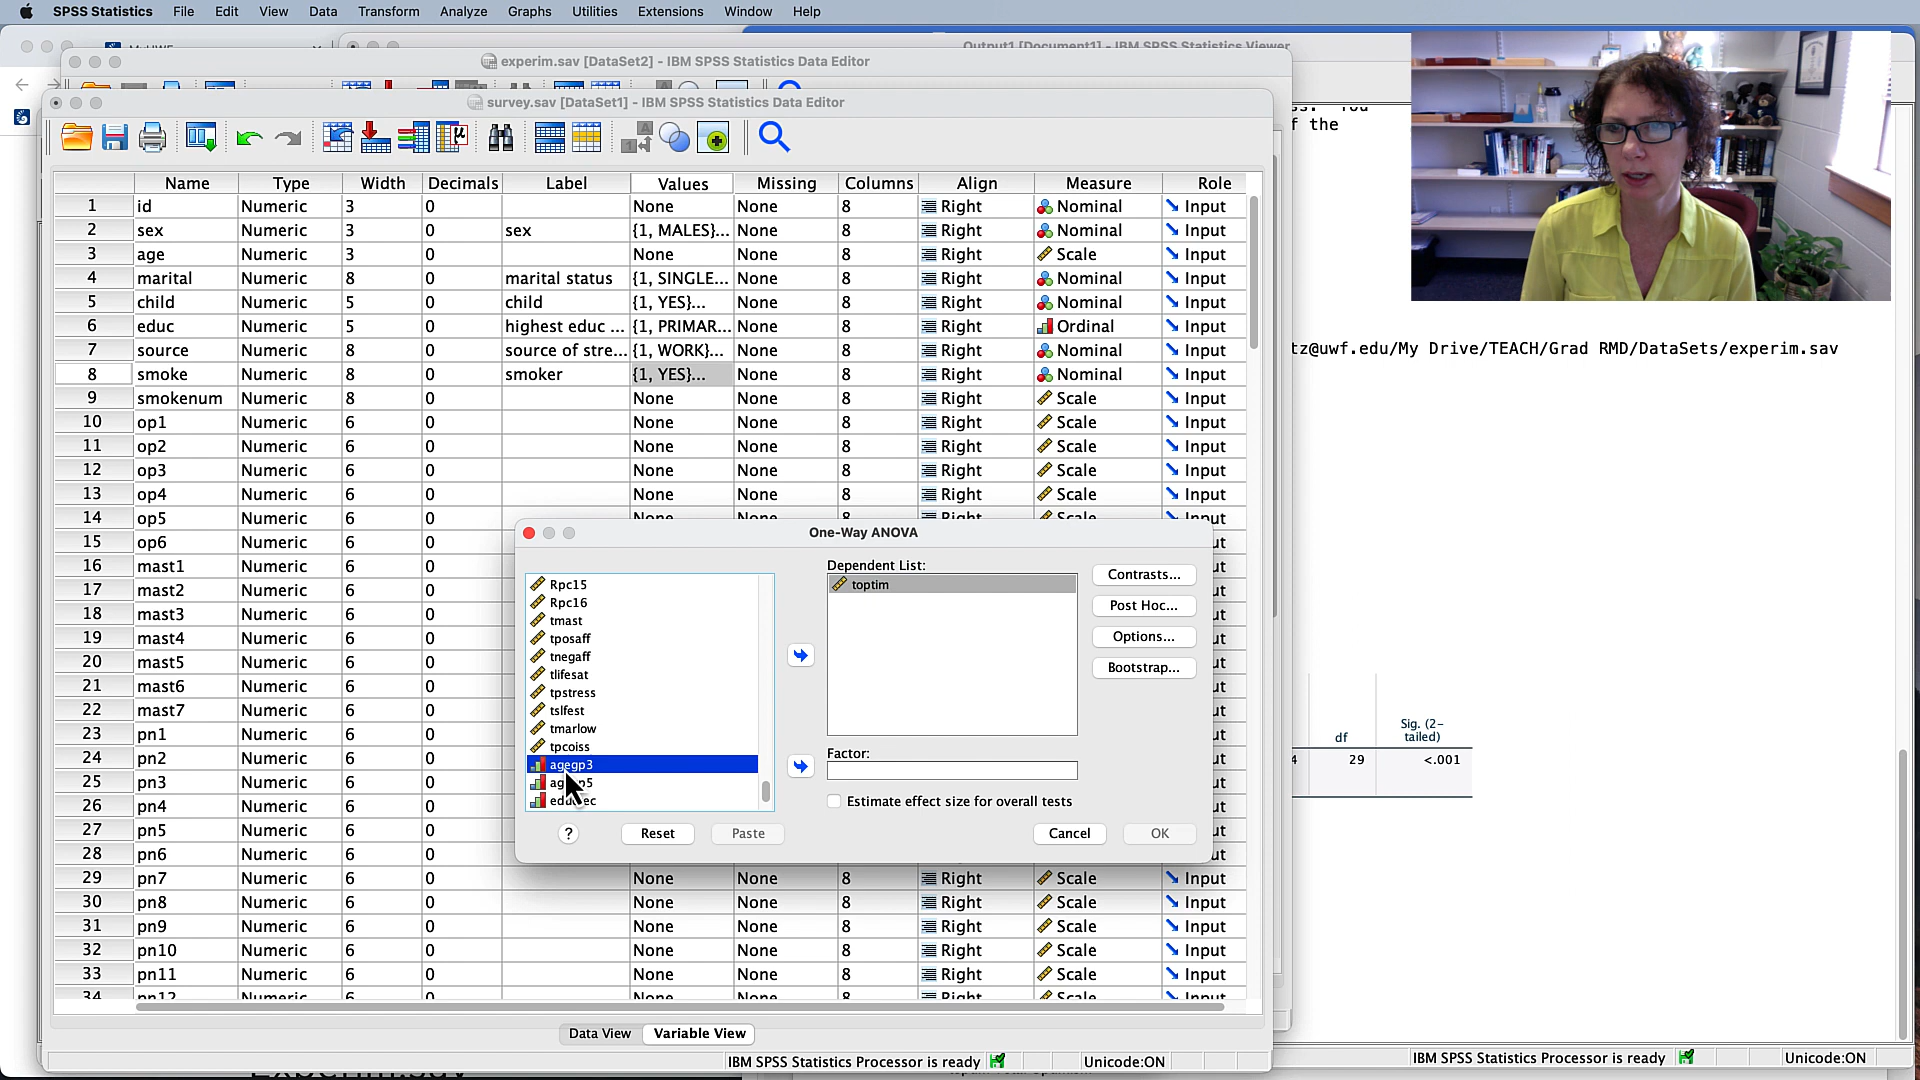 SPSS Statistics File Edit View Data Transform Analyze Graphs Utilities Extensions Window Help
Output1 [Document1] - IBM SPSS Statistics Viewer
experim.sav [DataSet2] - IBM SPSS Statistics Data Editor
survey.sav [DataSet1] - IBM SPSS Statistics Data Editor
f the
Name Type Width Decimals Label Values Missing Columns Align Measure Role
1 id Numeric 3 0 None None 8 Right Nominal Input
2 sex Numeric 3 0 sex {1, MALES}... None 8 Right Nominal Input
3 age Numeric 3 0 None None 8 Right Scale Input
4 marital Numeric 8 0 marital status {1, SINGLE... None 8 Right Nominal Input
5 child Numeric 5 0 child {1, YES}... None 8 Right Nominal Input
6 educ Numeric 5 0 highest educ ... {1, PRIMAR... None 8 Right Ordinal Input
7 source Numeric 8 0 source of stre... {1, WORK}... None 8 Right Nominal Input
tz@uwf.edu/My Drive/TEACH/Grad RMD/DataSets/experim.sav
8 smoke Numeric 8 0 smoker {1, YES}... None 8 Right Nominal Input
9 smokenum Numeric 8 0 None None 8 Right Scale Input
10 op1 Numeric 6 0 None None 8 Right Scale Input
11 op2 Numeric 6 0 None None 8 Right Scale Input
12 op3 Numeric 6 0 None None 8 Right Scale Input
13 op4 Numeric 6 0 None None 8 Right Scale Input
14 op5 Numeric 6 0 None None 8 Right Scale Input
15 op6 Numeric 6 0 ut
16 mast1 Numeric 6 0 ut
17 mast2 Numeric 6 0 ut
18 mast3 Numeric 6 0 ut
19 mast4 Numeric 6 0 ut
20 mast5 Numeric 6 0 ut
21 mast6 Numeric 6 0 ut
22 mast7 Numeric 6 0 ut
23 pn1 Numeric 6 0 ut
24 pn2 Numeric 6 0 ut
25 pn3 Numeric 6 0 ut
26 pn4 Numeric 6 0 ut
27 pn5 Numeric 6 0 ut
28 pn6 Numeric 6 0 ut
29 pn7 Numeric 6 0 None None 8 Right Scale Input
30 pn8 Numeric 6 0 None None 8 Right Scale Input
31 pn9 Numeric 6 0 None None 8 Right Scale Input
32 pn10 Numeric 6 0 None None 8 Right Scale Input
33 pn11 Numeric 6 0 None None 8 Right Scale Input
34 pn12 Numeric 6 0 None None 8 Right Scale Input
One-Way ANOVA
Rpc15
Rpc16
tmast
tposaff
tnegaff
tlifesat
tpstress
tslfest
tmarlow
tpcoiss
agegp3
Dependent List:
toptim
Factor:
Estimate effect size for overall tests
Contrasts...
Post Hoc...
Options...
Bootstrap...
? Reset Paste Cancel OK
df Sig. (2-
tailed)
4 29 <.001
Data View Variable View
IBM SPSS Statistics Processor is ready Unicode:ON
IBM SPSS Statistics Processor is ready Unicode:ON